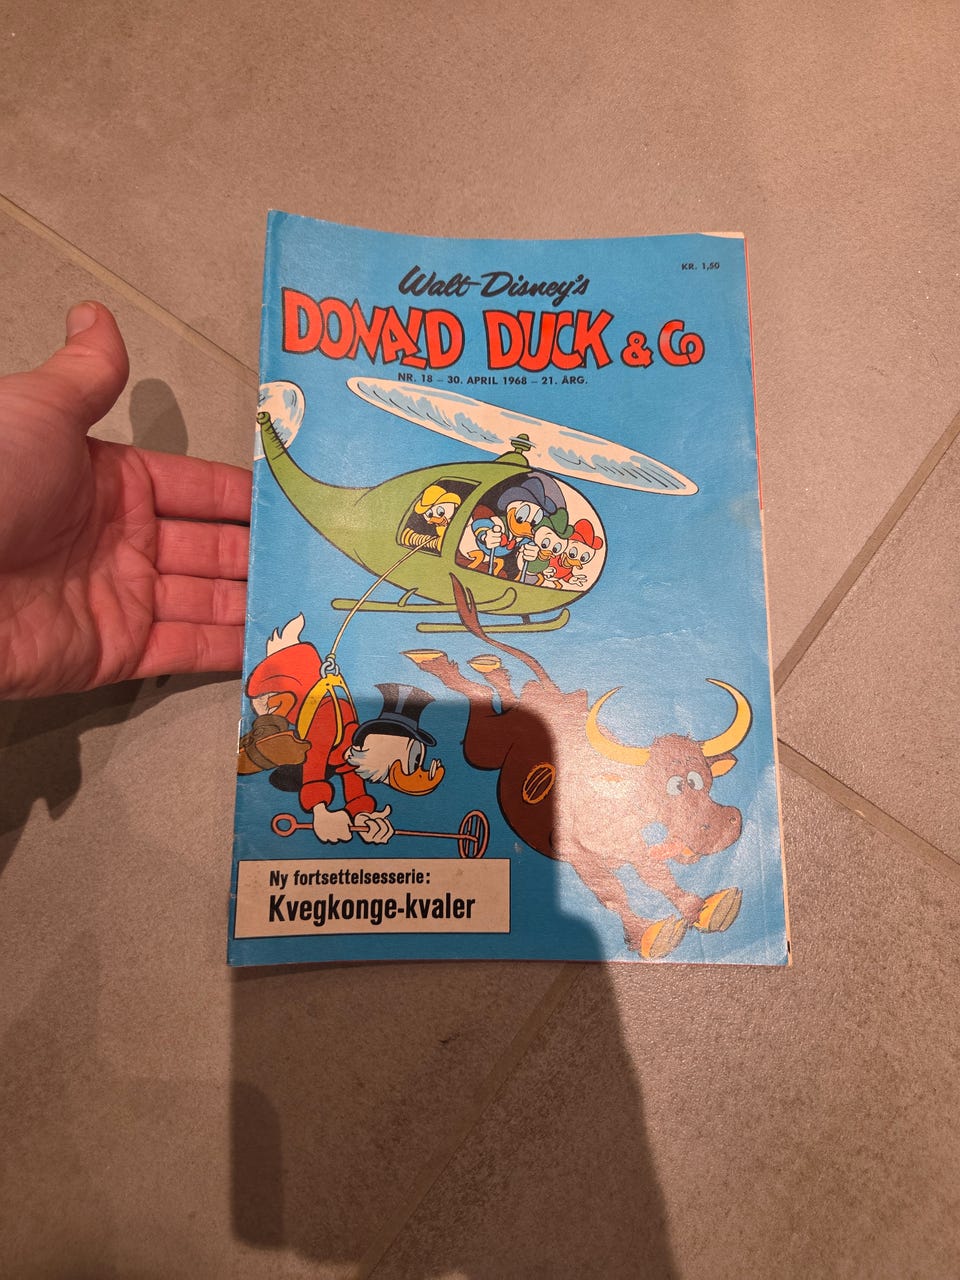 KR. 1,50
Walt Disney's
DONALD DUCK & Co
NR. 18 – 30. APRIL 1968 – 21. ÅRG.
Ny fortsettelsesserie:
Kvegkonge-kvaler